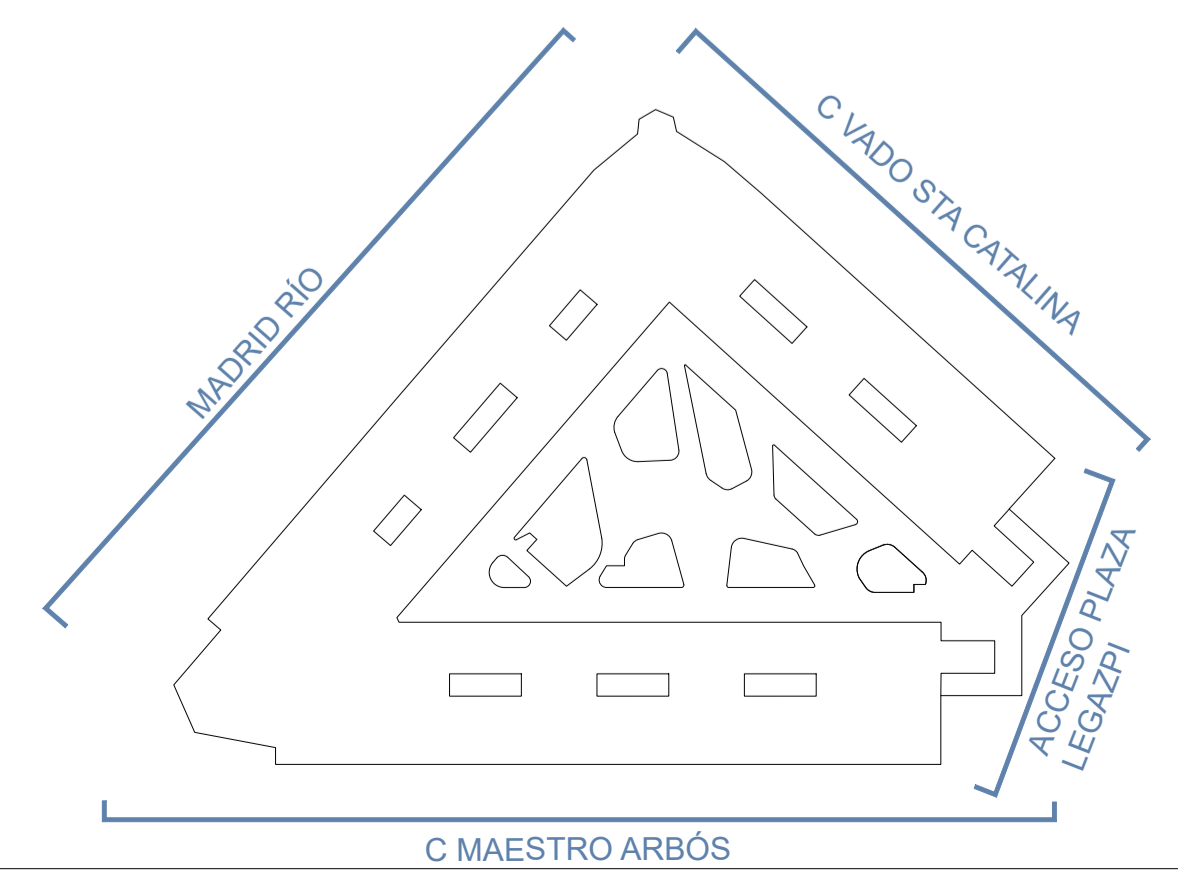 C VADO STA CATALINA
MADRID RÍO
ACCESO PLAZA
LEGAZPI
C MAESTRO ARBÓS